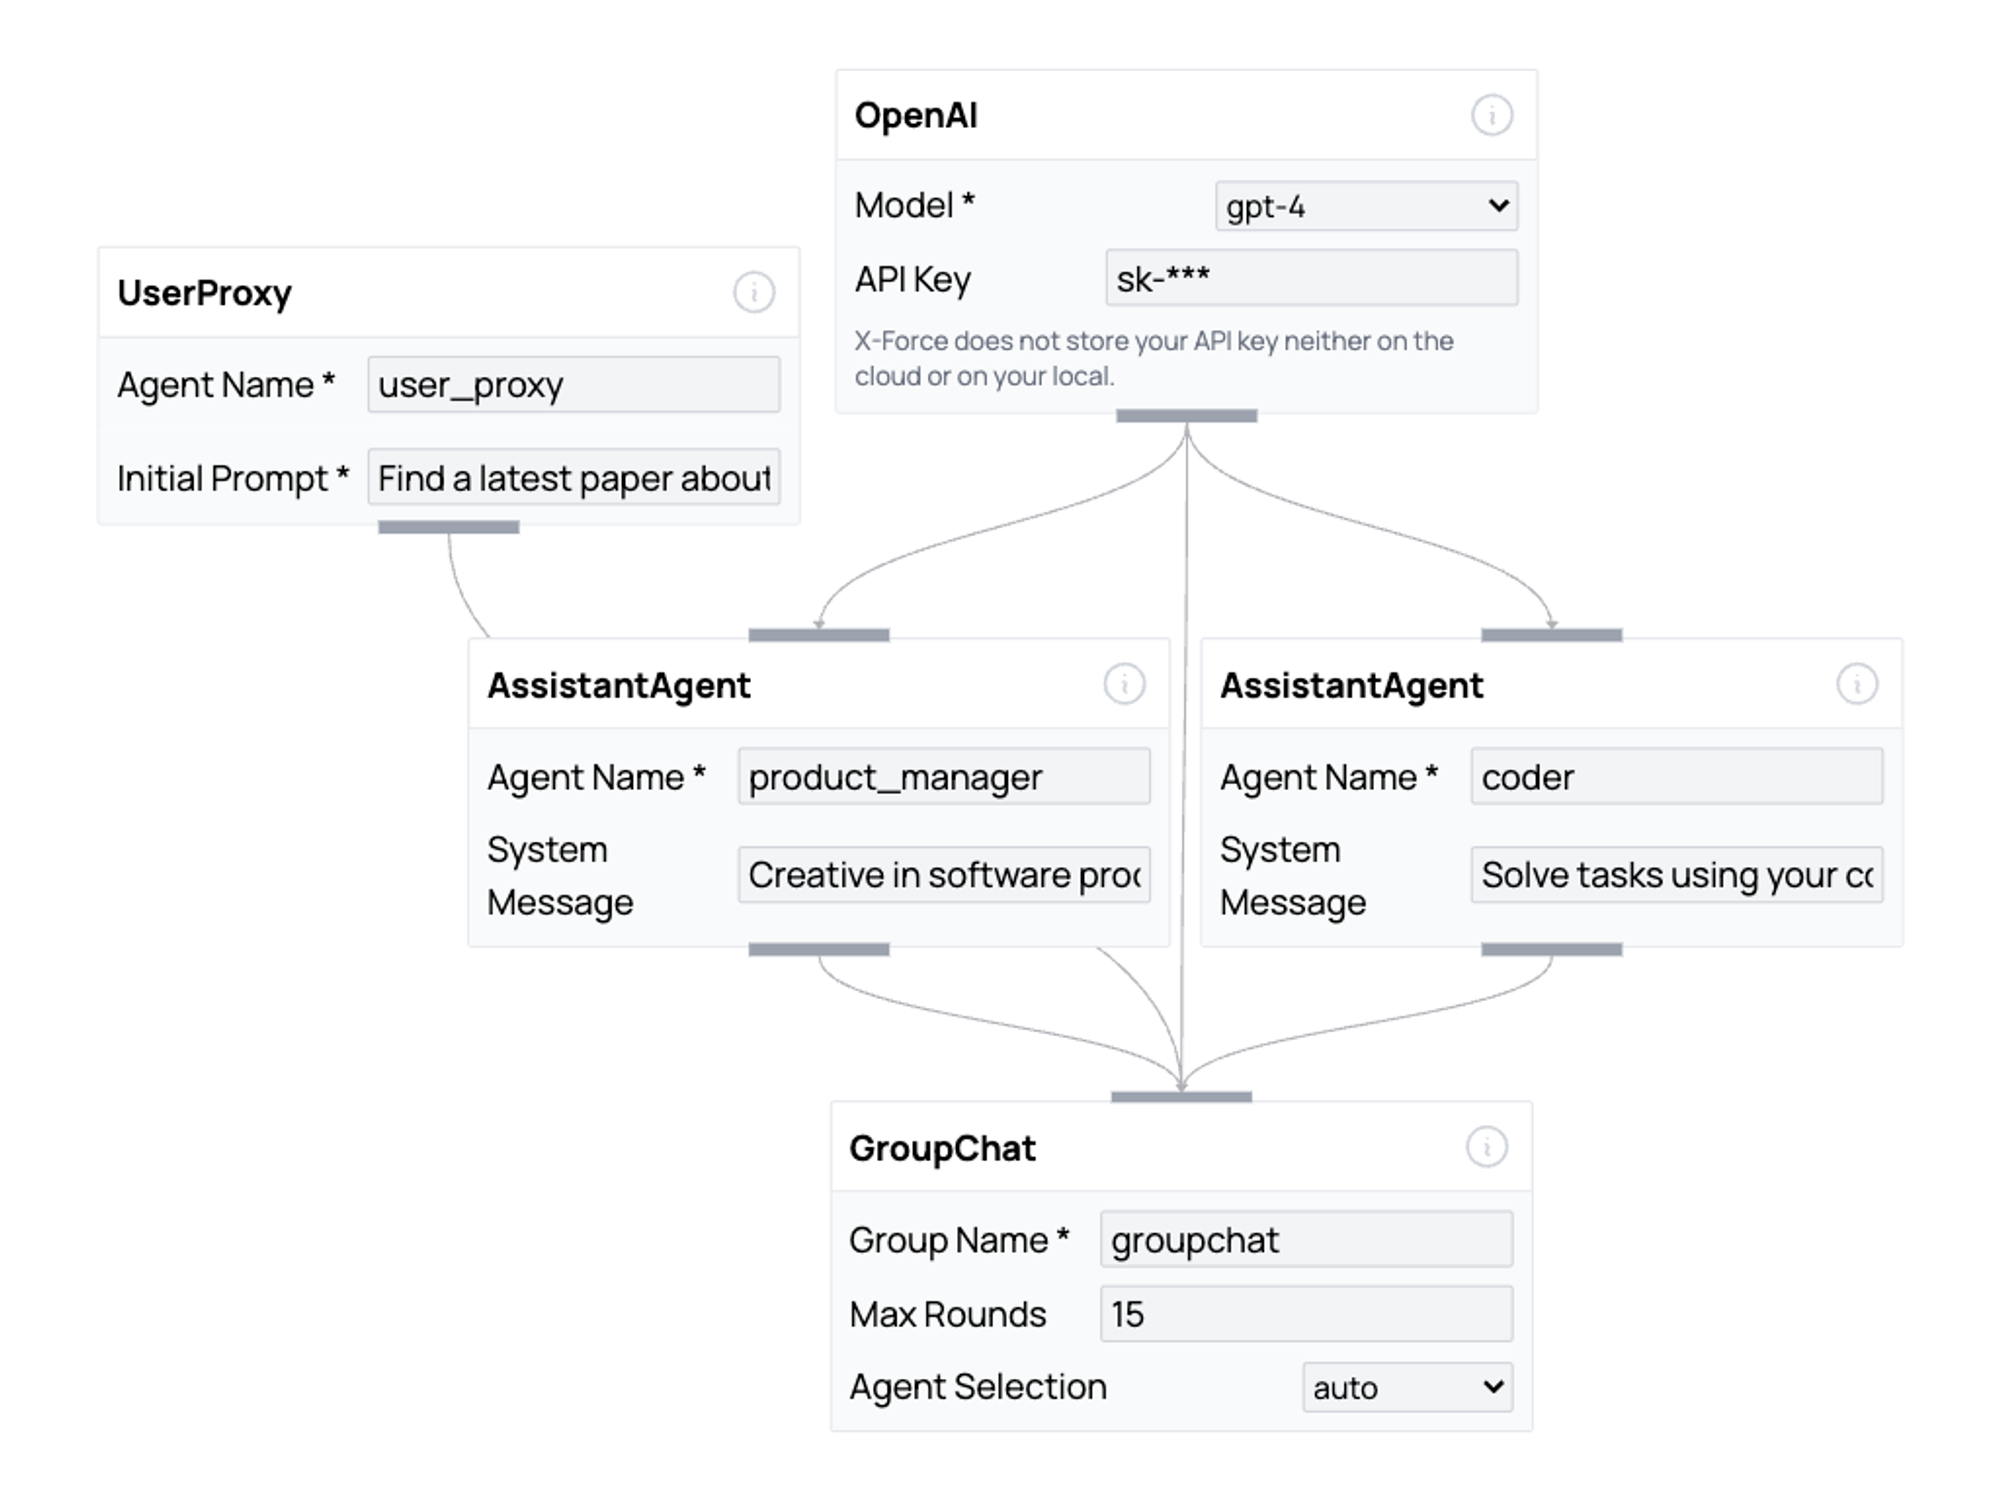 OpenAI
Model * gpt-4
API Key sk-***
X-Force does not store your API key neither on the
cloud or on your local.
UserProxy
Agent Name * user_proxy
Initial Prompt * Find a latest paper about
AssistantAgent
Agent Name * product_manager
System
Message
Creative in software
AssistantAgent
Agent Name * coder
System
Message
Solve tasks using your
GroupChat
Group Name * groupchat
Max Rounds 15
Agent Selection auto